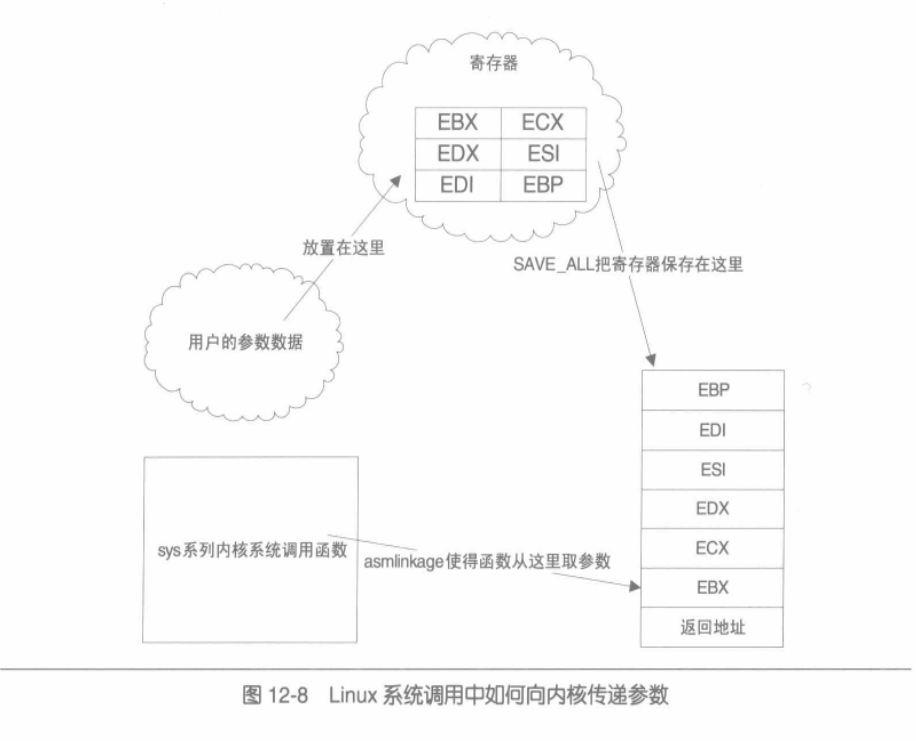 寄存器
EBX ECX
EDX ESI
EDI EBP
放置在这里
SAVE_ALL把寄存器保存在这里
用户的参数数据
EBP
EDI
ESI
EDX
ECX
EBX
返回地址
sys系列内核系统调用函数
asmlinkage使得函数从这里取参数
图 12-8 Linux 系统调用中如何向内核传递参数